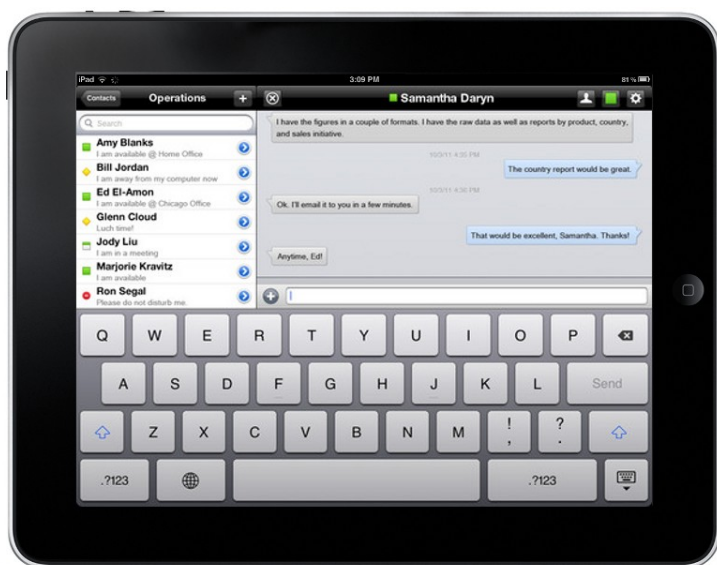 iPad 3:09 PM 81%
Contacts Operations + Samantha Daryn
Search
Amy Blanks
I am available @ Home Office
Bill Jordan
I am away from my computer now
Ed El-Amon
I am available @ Chicago Office
Glenn Cloud
Luch time!
Jody Liu
I am in a meeting
Marjorie Kravitz
I am available
Ron Segal
Please do not disturb me.
I have the figures in a couple of formats. I have the raw data as well as reports by product, country,
and sales initiative.
10/3/11 4:35 PM
The country report would be great.
10/3/11 4:36 PM
Ok. I'll email it to you in a few minutes.
That would be excellent, Samantha. Thanks!
Anytime, Ed!
Q W E R T Y U I O P
A S D F G H J K L Send
Z X C V B N M ! , ? .
.?123 .?123